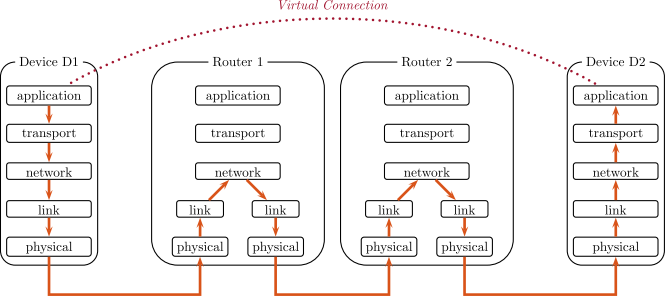 Virtual Connection
Device D1
Router 1
Router 2
Device D2
application
application
application
application
transport
transport
transport
transport
network
network
network
network
link
link
link
link
link
link
physical
physical
physical
physical
physical
physical